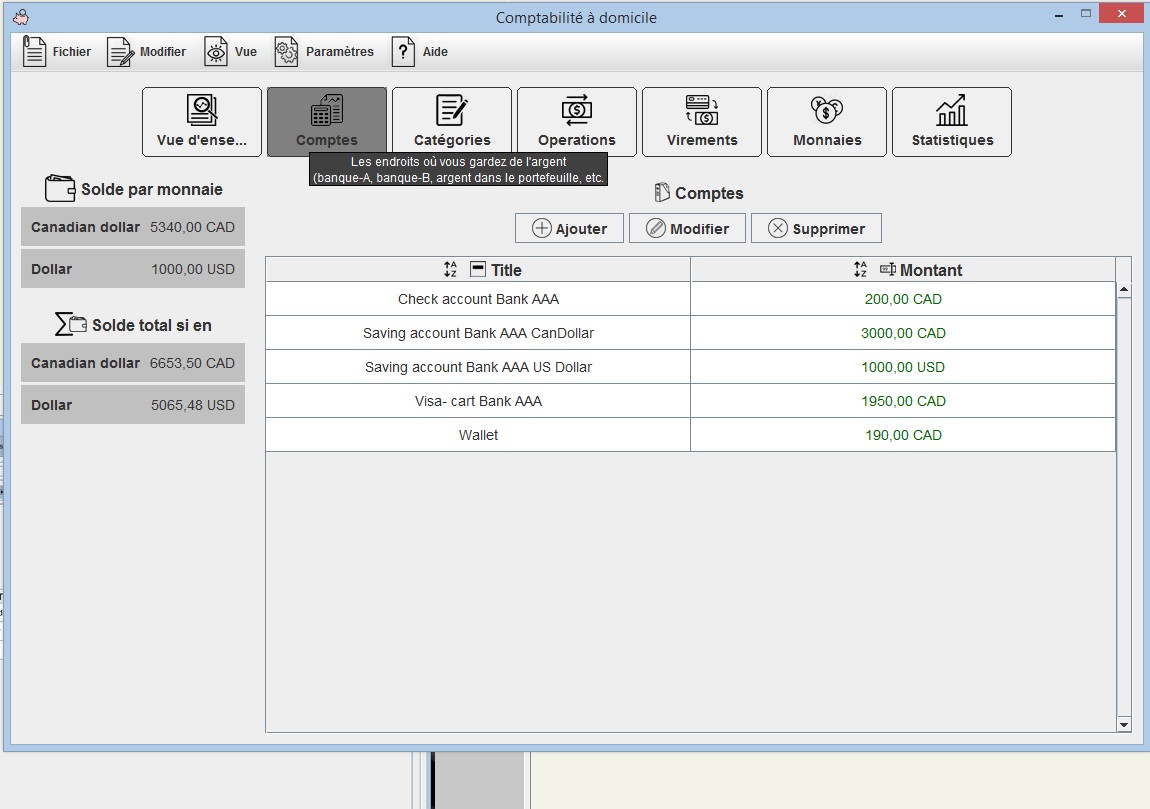 Comptabilité à domicile
Fichier Modifier Vue Paramètres ? Aide
Vue d'ense... Comptes Catégories Operations Virements Monnaies Statistiques
Les endroits où vous gardez de l'argent
(banque-A, banque-B, argent dans le portefeuille, etc.
Solde par monnaie
Canadian dollar 5340,00 CAD
Dollar 1000,00 USD
Solde total si en
Canadian dollar 6653,50 CAD
Dollar 5065,48 USD
Comptes
Ajouter Modifier Supprimer
Title Montant
Check account Bank AAA 200,00 CAD
Saving account Bank AAA CanDollar 3000,00 CAD
Saving account Bank AAA US Dollar 1000,00 USD
Visa- cart Bank AAA 1950,00 CAD
Wallet 190,00 CAD